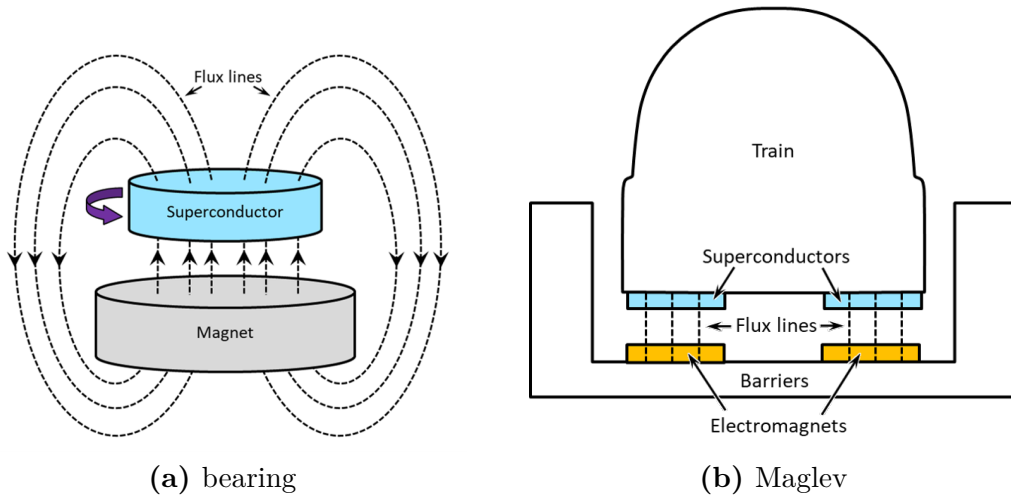 Flux lines
Superconductor
Magnet
(a) bearing
Train
Superconductors
Flux lines
Barriers
Electromagnets
(b) Maglev